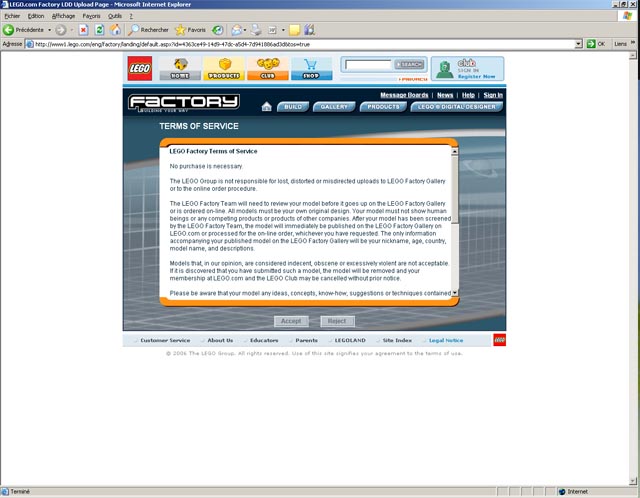 LEGO.com Factory LDD Upload Page - Microsoft Internet Explorer
Fichier Edition Affichage Favoris Outils ?
Précédente Rechercher Favoris
Adresse http://www1.lego.com/eng/factory/landing/default.aspx?id=4363ce49-14d9-47dc-a5d4-7d941886ad3d&tos=true OK Liens »
LEGO HOME PRODUCTS CLUB SHOP SEARCH club
SIGN IN
PRIVACY Register Now
Message Boards | News | Help | Sign In
FACTORY
BUILDING YOUR WAY
BUILD GALLERY PRODUCTS LEGO & DIGITAL DESIGNER
TERMS OF SERVICE
LEGO Factory Terms of Service
No purchase is necessary.
The LEGO Group is not responsible for lost, distorted or misdirected uploads to LEGO Factory Gallery
or to the online order procedure.
The LEGO Factory Team will need to review your model before it goes up on the LEGO Factory Gallery
or is ordered on-line. All models must be your own original design. Your model must not show human
beings or any competing products or products of other companies. After your model has been screened
by the LEGO Factory Team, the model will immediately be published on the LEGO Factory Gallery on
LEGO.com or processed for the on-line order, whichever you have requested. The only information
accompanying your published model on the LEGO Factory Gallery will be your nickname, age, country,
model name, and descriptions.
Models that, in our opinion, are considered indecent, obscene or excessively violent are not acceptable.
If it is discovered that you have submitted such a model, the model will be removed and your
membership at LEGO.com and the LEGO Club may be cancelled without prior notice.
Please be aware that your model any ideas, concepts, know-how, suggestions or techniques contained
Accept Reject
Customer Service About Us Educators Parents LEGOLAND Site Index Legal Notice LEGO
© 2006 The LEGO Group. All rights reserved. Use of this site signifies your agreement to the terms of use.
Terminé Internet